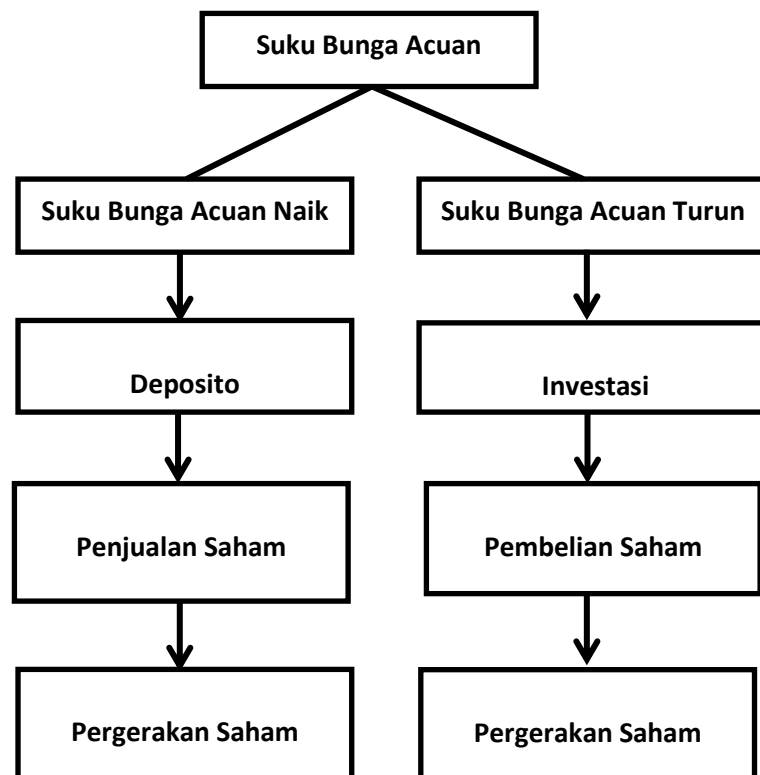 Suku Bunga Acuan
Suku Bunga Acuan Naik
Suku Bunga Acuan Turun
Deposito
Investasi
Penjualan Saham
Pembelian Saham
Pergerakan Saham
Pergerakan Saham